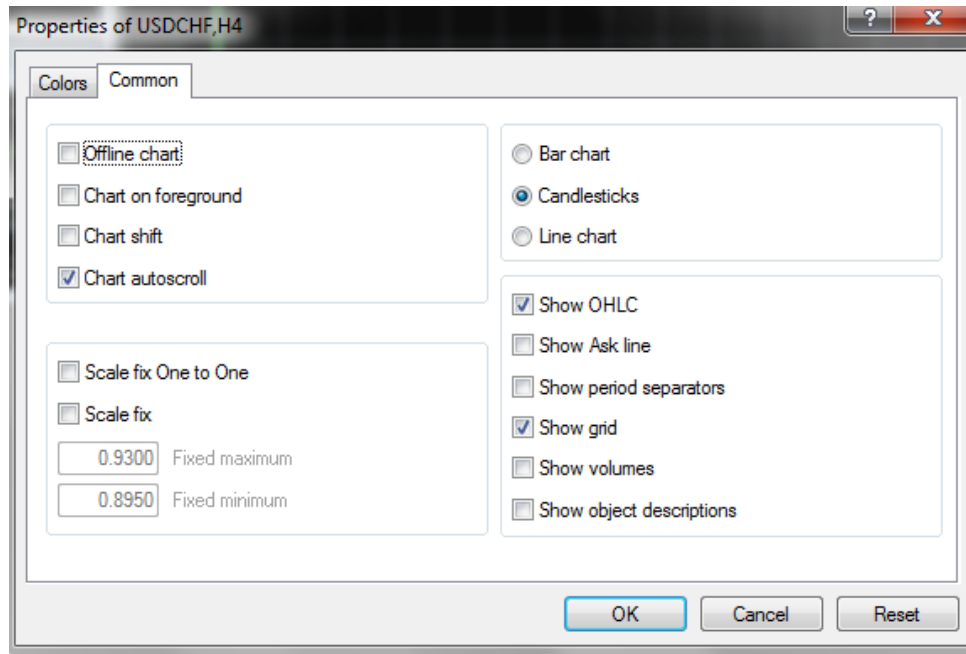 Properties of USDCHF,H4
?
X
Colors
Common
Offline chart
Chart on foreground
Chart shift
Chart autoscroll
Scale fix One to One
Scale fix
0.9300 Fixed maximum
0.8950 Fixed minimum
Bar chart
Candlesticks
Line chart
Show OHLC
Show Ask line
Show period separators
Show grid
Show volumes
Show object descriptions
OK
Cancel
Reset